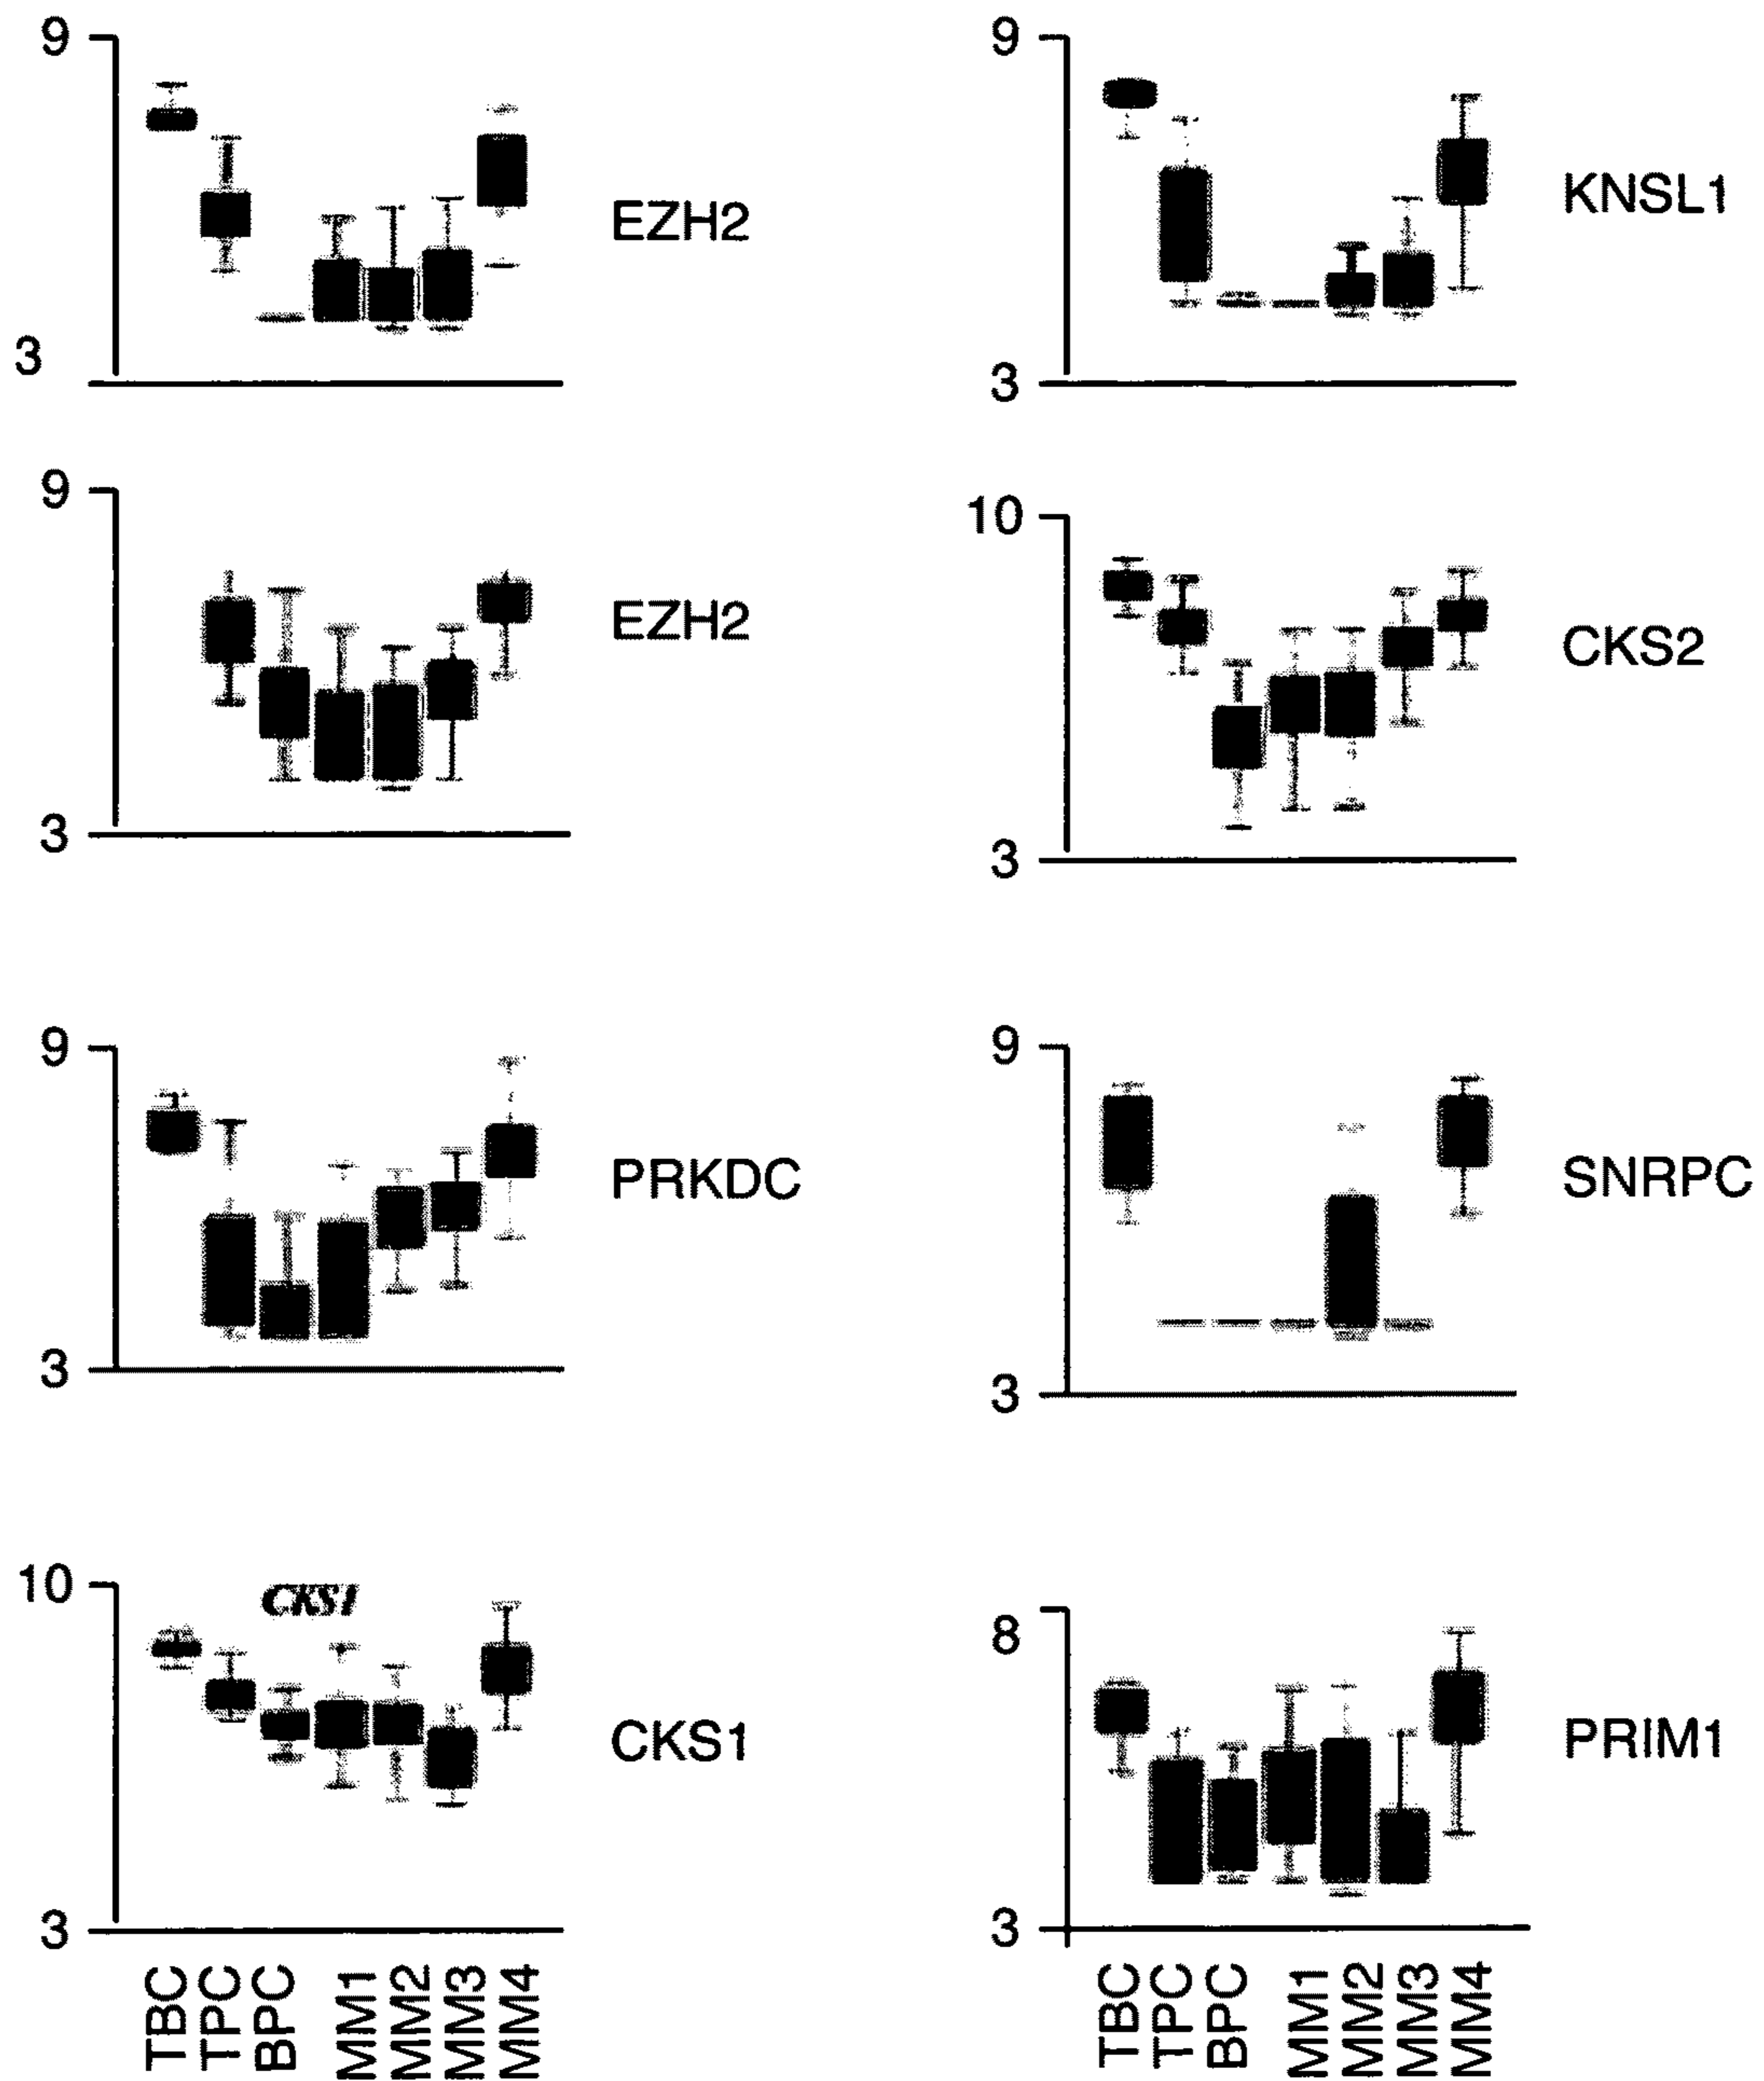 9
EZH2
3
9
KNSL1
3
9
EZH2
3
10
CKS2
3
9
PRKDC
3
9
SNRPC
3
10
CKS1
CKS1
3
8
PRIM1
3
TBC
TPC
BPC
MM1
MM2
MM3
MM4
TBC
TPC
BPC
MM1
MM2
MM3
MM4